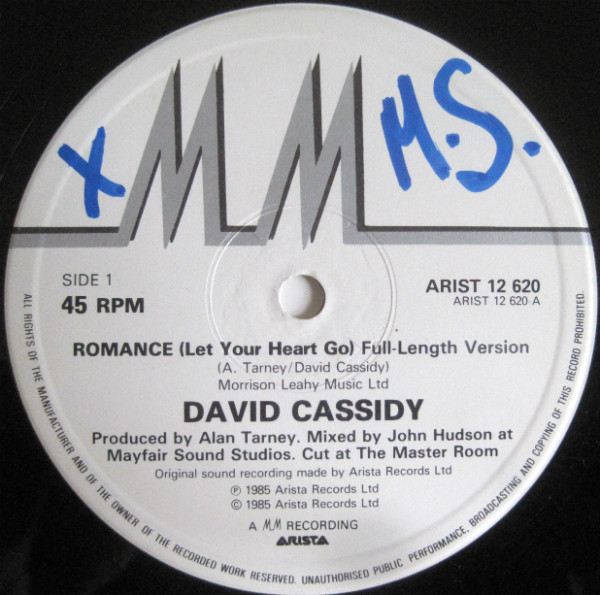 X MM M.S.
SIDE 1
45 RPM
ARIST 12 620
ARIST 12 620 A
ROMANCE (Let Your Heart Go) Full-Length Version
(A. Tarney/David Cassidy)
Morrison Leahy Music Ltd
DAVID CASSIDY
Produced by Alan Tarney. Mixed by John Hudson at
Mayfair Sound Studios. Cut at The Master Room
Original sound recording made by Arista Records Ltd
℗ 1985 Arista Records Ltd
© 1985 Arista Records Ltd
A MM RECORDING
ARISTA
ALL RIGHTS OF THE MANUFACTURER AND OF THE OWNER OF THE RECORDED WORK RESERVED. UNAUTHORISED PUBLIC PERFORMANCE, BROADCASTING AND COPYING OF THIS RECORD PROHIBITED.